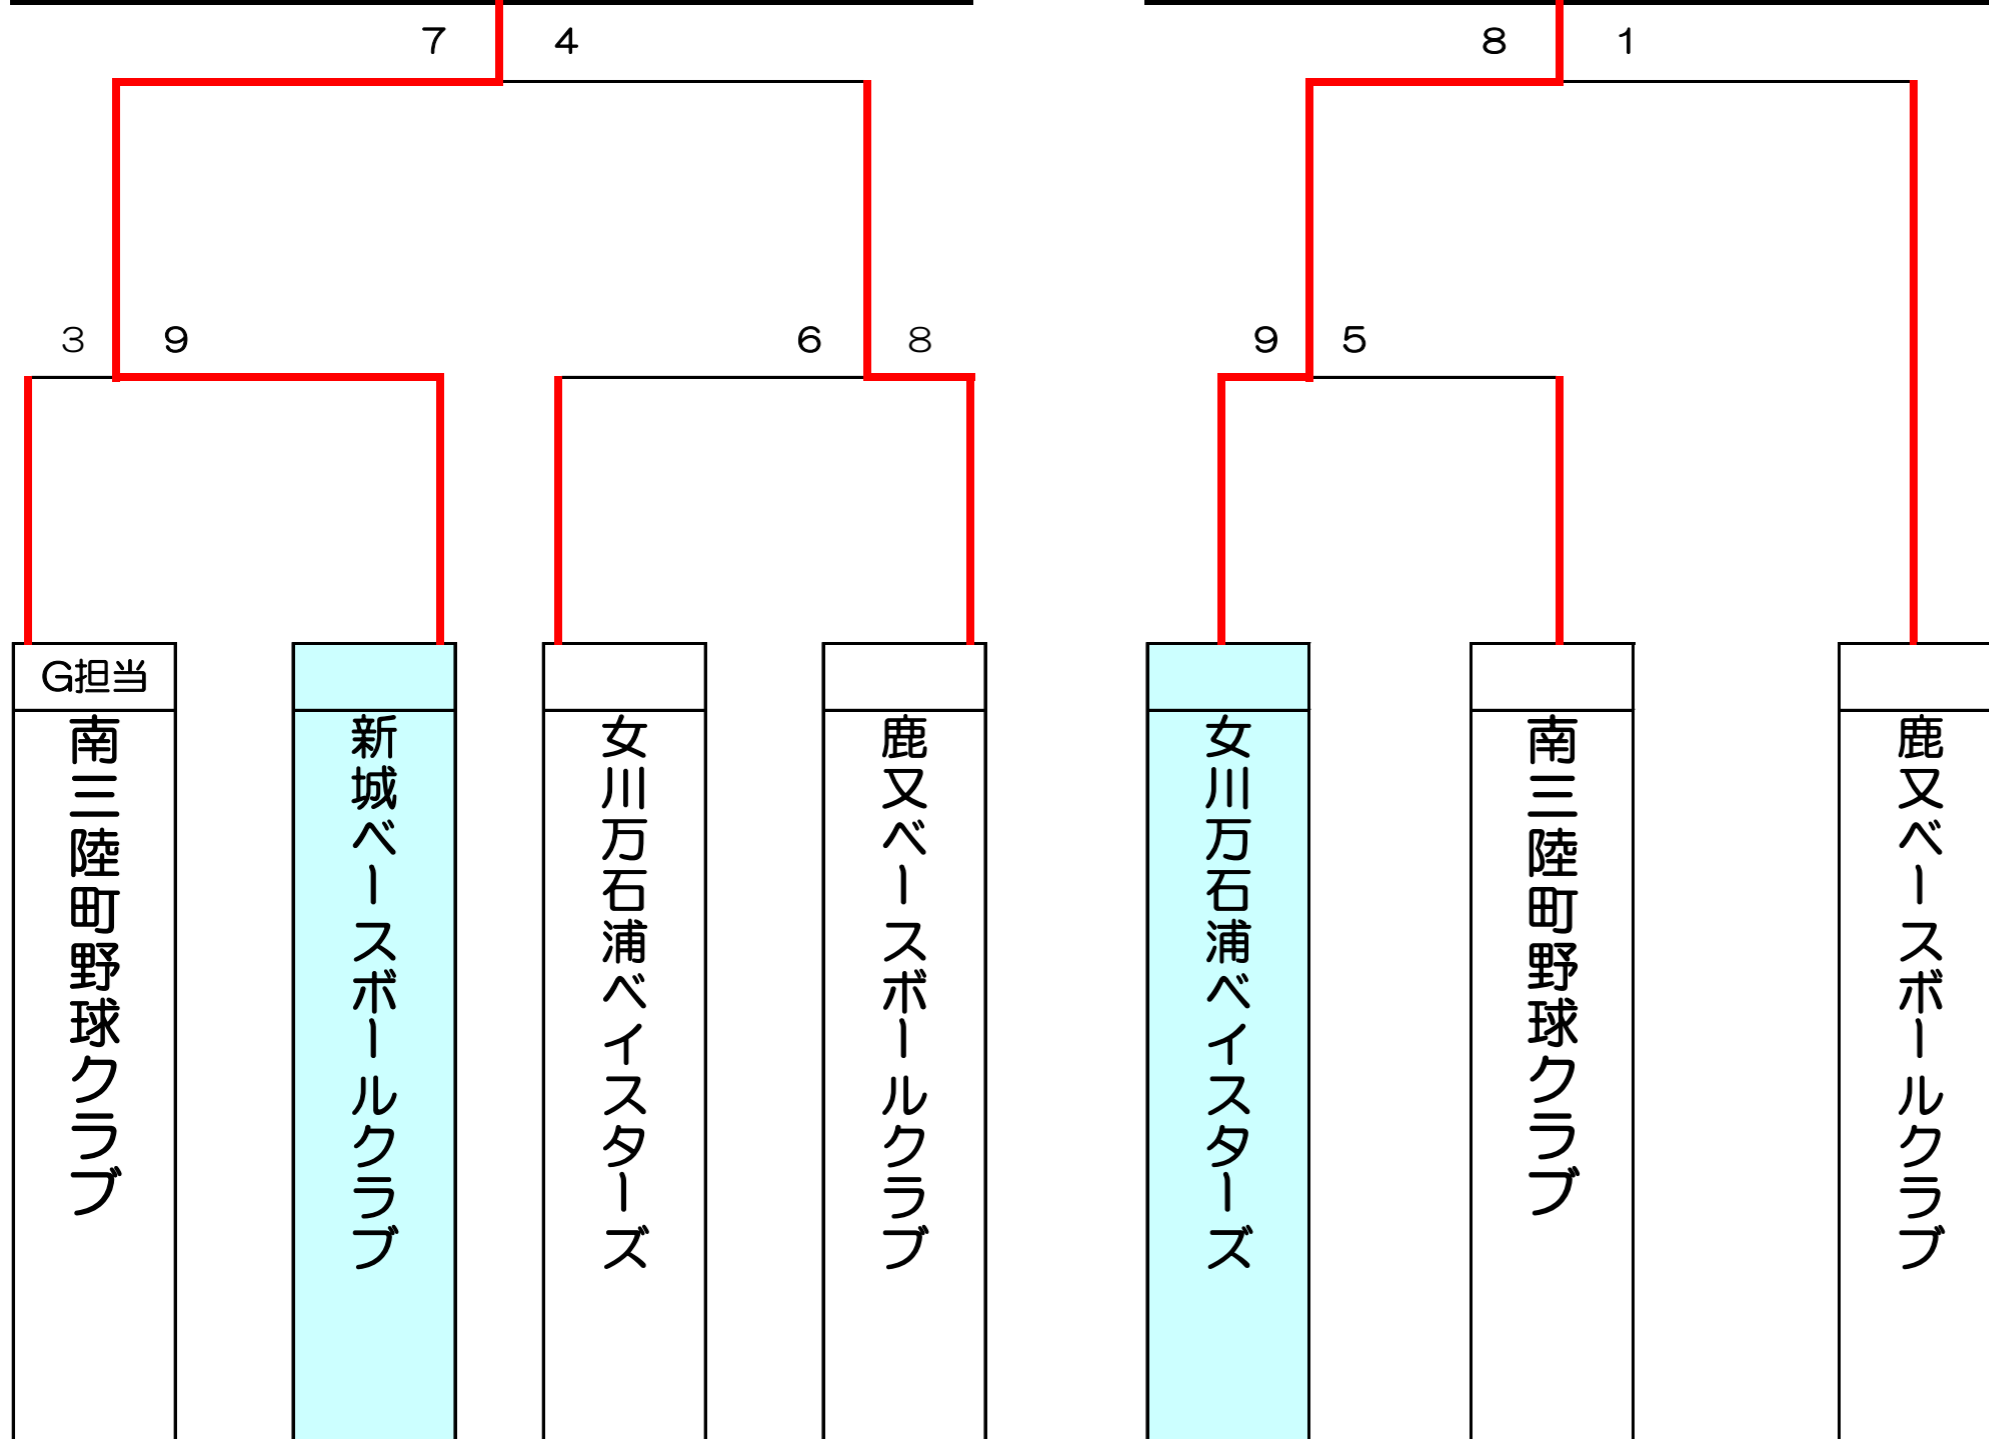 7 4
8 1
3 9
6 8
9 5
G担当
南三陸町野球クラブ
新城ベースボールクラブ
女川万石浦ベイスターズ
鹿又ベースボールクラブ
女川万石浦ベイスターズ
南三陸町野球クラブ
鹿又ベースボールクラブ